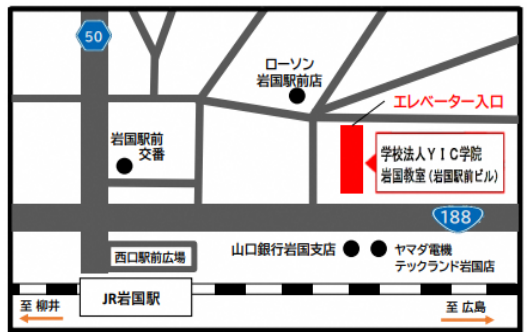 50
ローソン
岩国駅前店
エレベーター入口
岩国駅前
交番
学校法人ＹＩＣ学院
岩国教室(岩国駅前ビル)
188
西口駅前広場
山口銀行岩国支店
ヤマダ電機
テックランド岩国店
JR岩国駅
至 柳井
至 広島